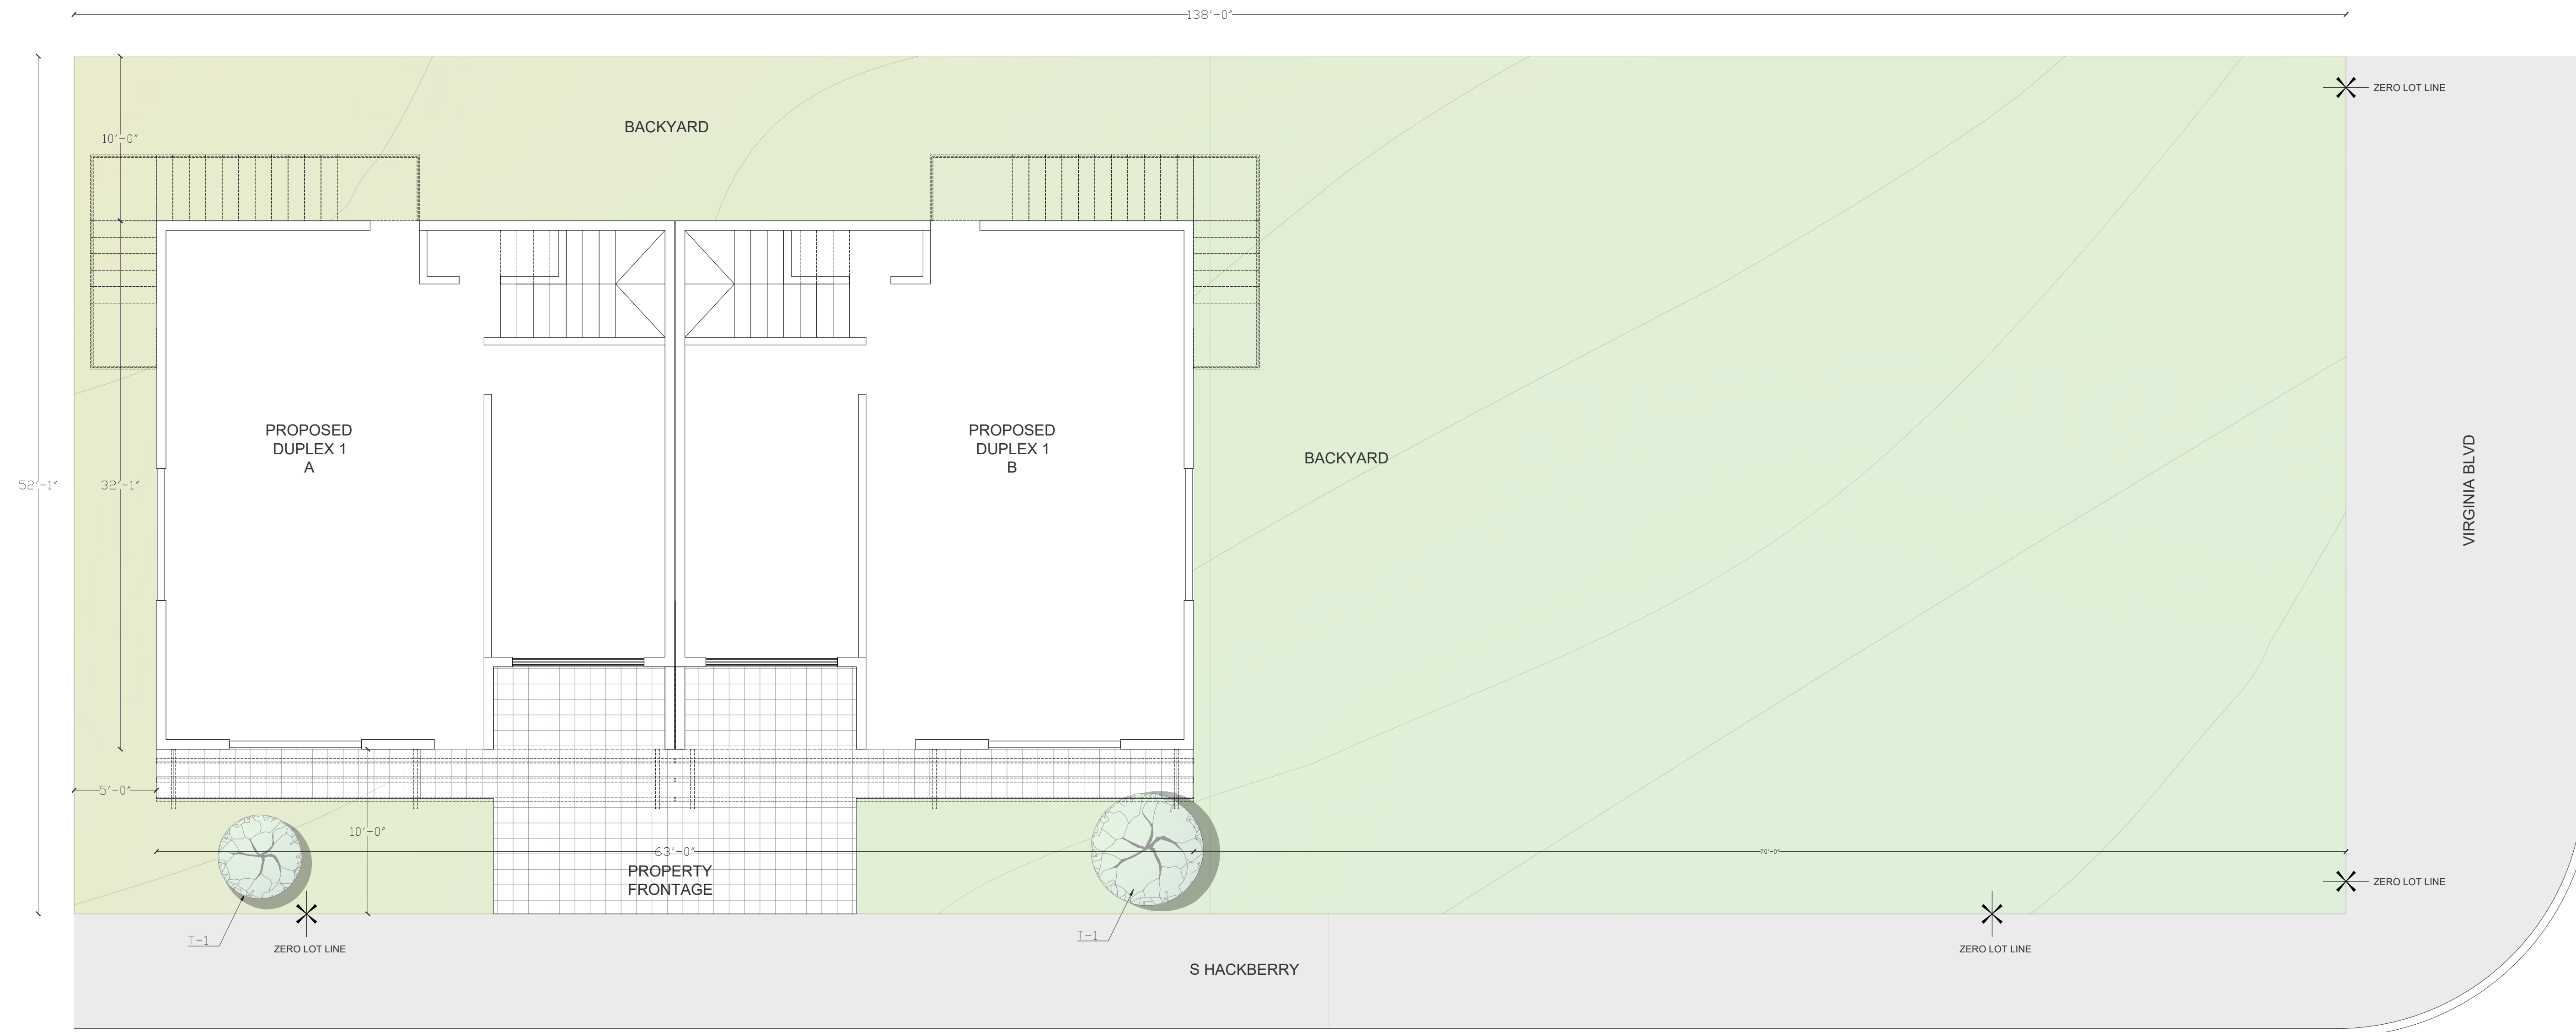 138'-0"
ZERO LOT LINE
BACKYARD
10'-0"
PROPOSED
DUPLEX 1
A
PROPOSED
DUPLEX 1
B
BACKYARD
VIRGINIA BLVD
52'-1"
32'-1"
5'-0"
10'-0"
63'-0"
70'-0"
PROPERTY
FRONTAGE
ZERO LOT LINE
T-1
T-1
ZERO LOT LINE
ZERO LOT LINE
S HACKBERRY